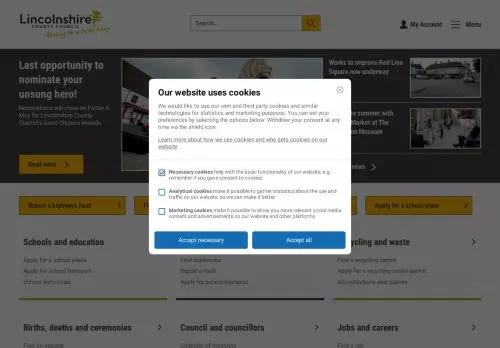 Lincolnshire
COUNTY COUNCIL
Working for a better future
Search...
My Account
Menu
Last opportunity to
nominate your
unsung hero!
Nominations will close on Friday 6
May for Lincolnshire County
Council's Good Citizens Awards.
Read more
Works to improve Red Lion
Square now underway
summer with
Market at The
Museum
news
Our website uses cookies
We would like to use our own and third party cookies and similar
technologies for statistics and marketing purposes. You can set your
preferences by selecting the options below. Withdraw your consent at any
time via the shield icon.
Learn more about how we use cookies and who sets cookies on our
website
Necessary cookies help with the basic functionality of our website, e.g.
remember if you gave consent to cookies.
Analytical cookies make it possible to gather statistics about the use and
traffic on our website, so we can make it better.
Marketing cookies make it possible to show you more relevant social media
content and advertisements on our website and other platforms.
Accept necessary
Accept all
Report a highways fault
Apply for a school place
Schools and education
Apply for a school place
Apply for school transport
School term times
Find roadworks
Report a fault
Apply for school transport
cycling and waste
Find a recycling centre
Apply for a recycling centre permit
Bin collections and queries
Births, deaths and ceremonies
Find an enquire
Council and councillors
Calendar of meetings
Jobs and careers
Find a job